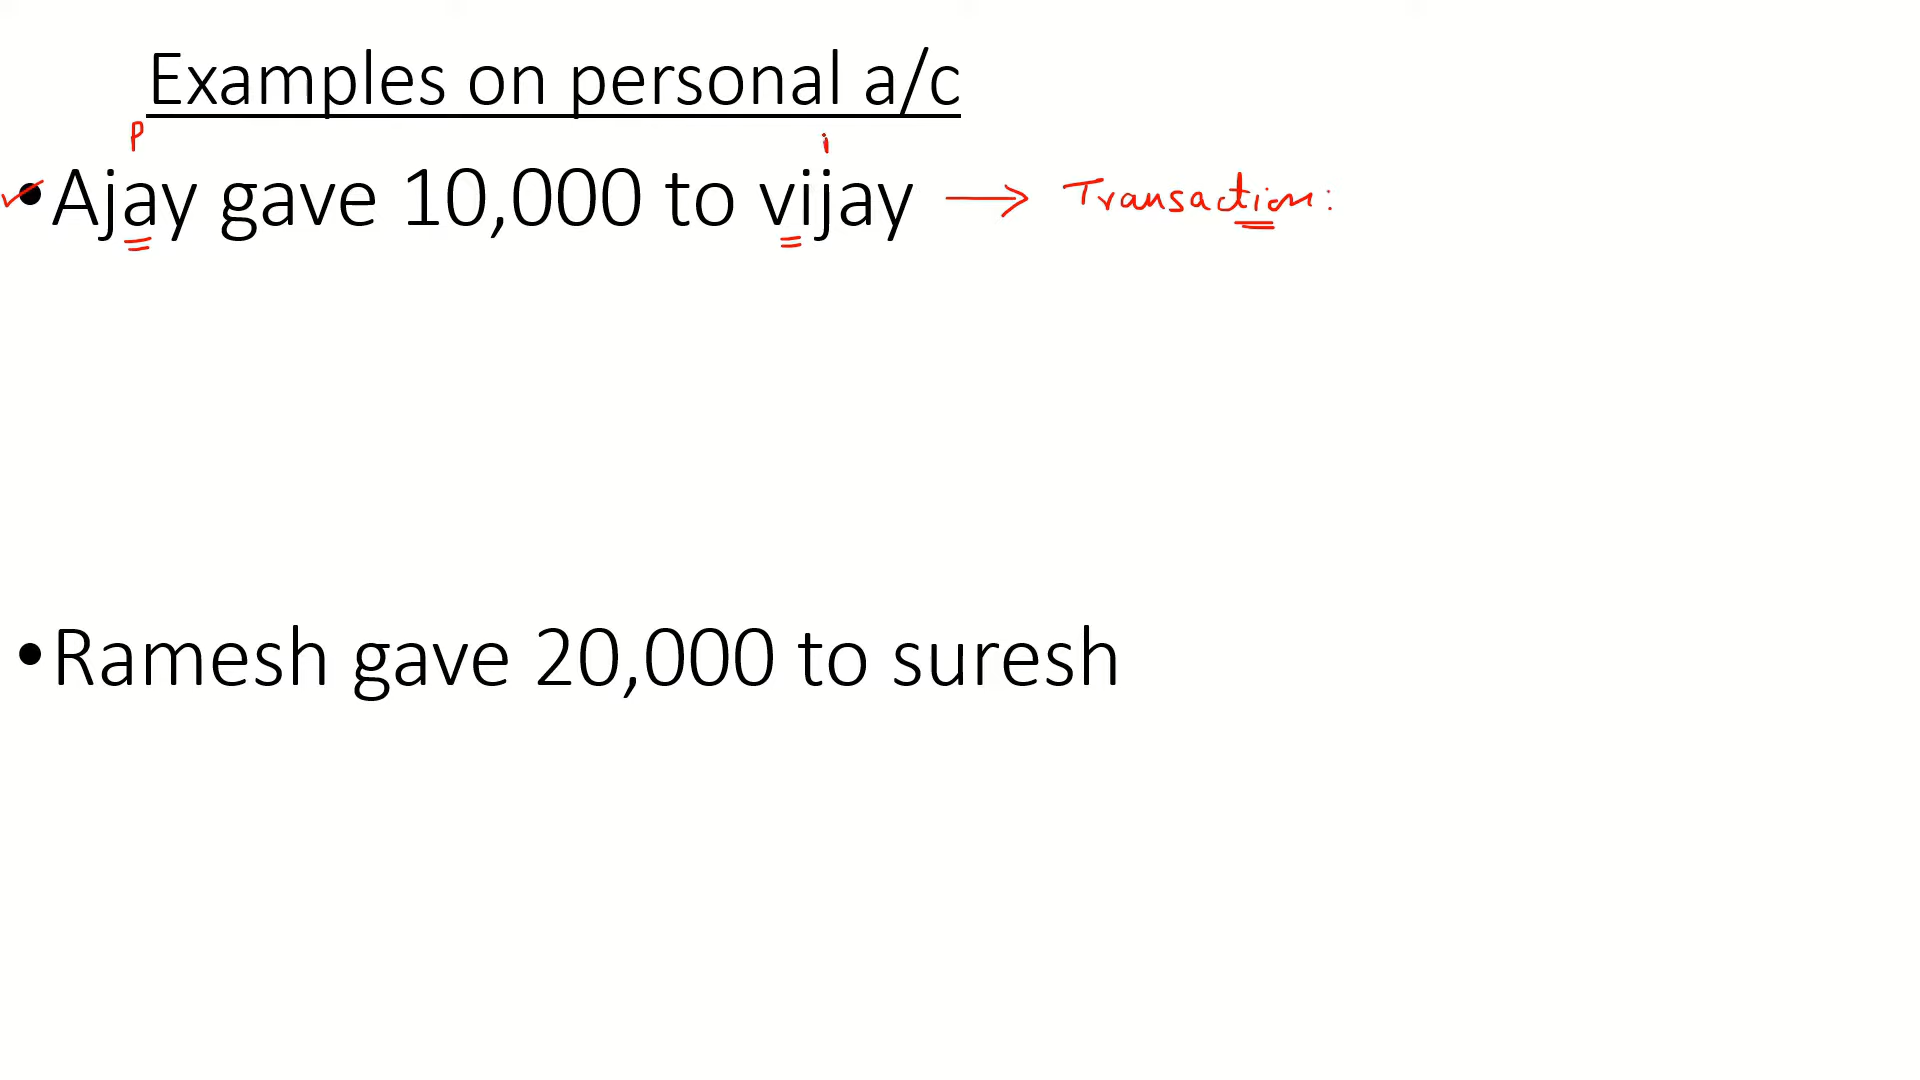 Examples on personal a/c
P
•Ajay gave 10,000 to vijay → Transaction:
•Ramesh gave 20,000 to suresh